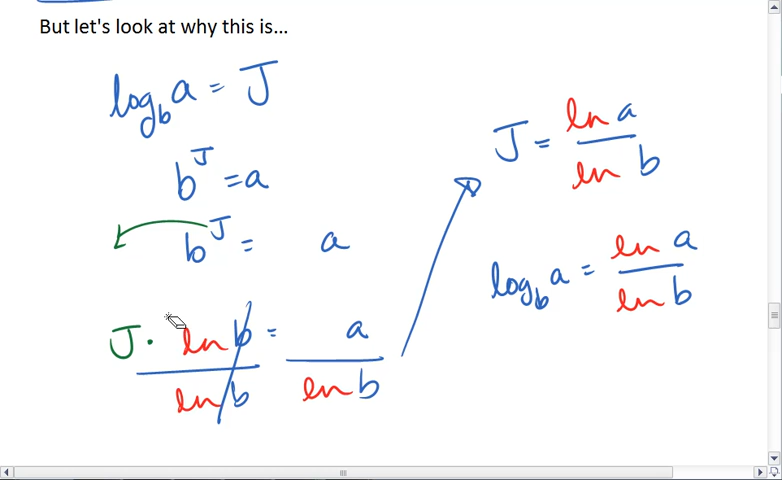 But let's look at why this is...
log_b a = J
b^J = a
b^J = a
J · ln b = a
ln b ln b
J = ln a
ln b
log_b a = ln a
ln b